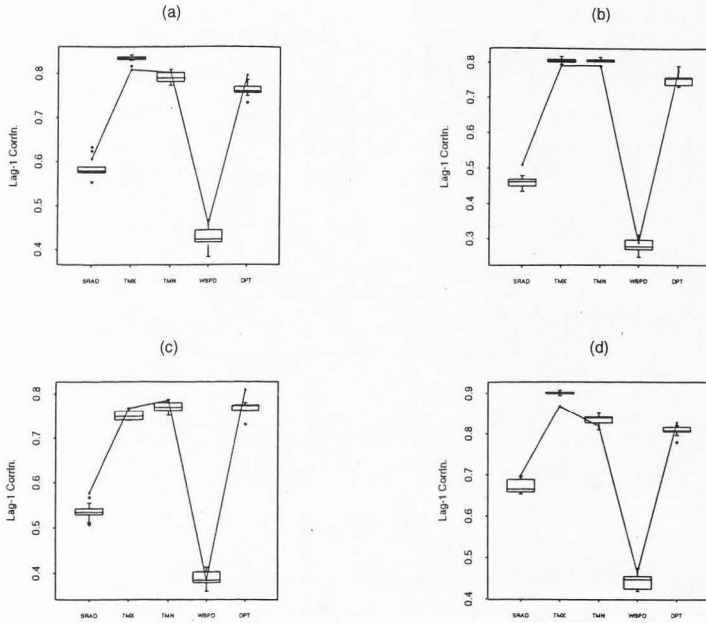 (a)
Lag-1 Corrln.
0.8
0.7
0.6
0.5
0.4
SRAD TMX TMN WSPD DPT
(b)
Lag-1 Corrln.
0.8
0.7
0.6
0.5
0.4
0.3
SRAD TMX TMN WSPD DPT
(c)
Lag-1 Corrln.
0.8
0.7
0.6
0.5
0.4
SRAD TMX TMN WSPD DPT
(d)
Lag-1 Corrln.
0.9
0.8
0.7
0.6
0.5
0.4
SRAD TMX TMN WSPD DPT